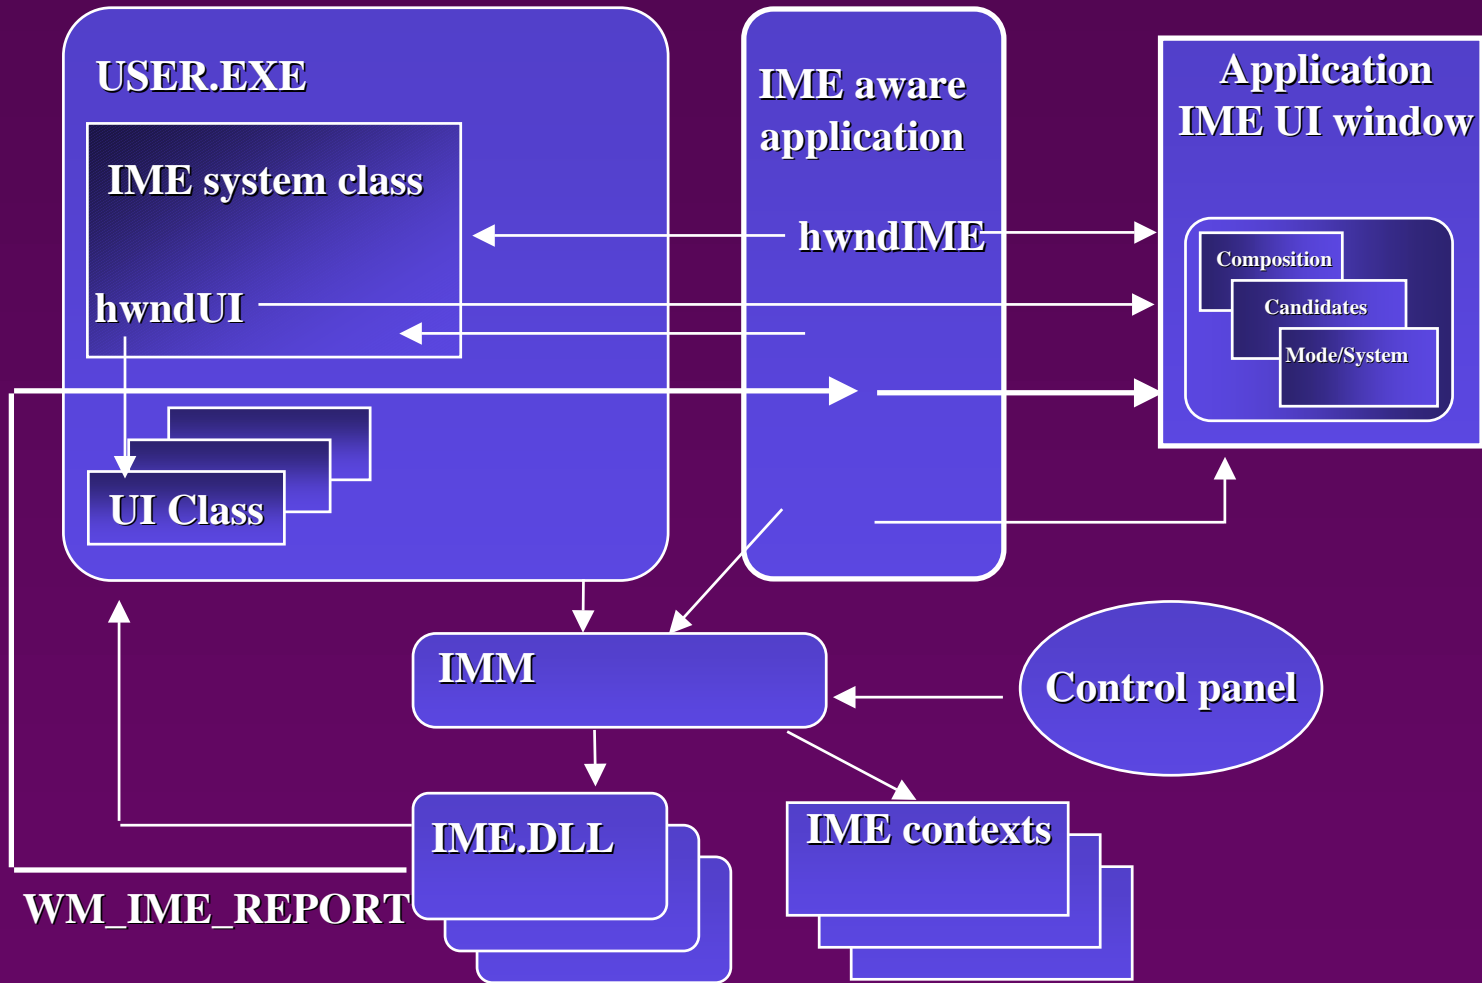 USER.EXE
IME system class
hwndUI
UI Class
IME aware
application
hwndIME
Application
IME UI window
Composition
Candidates
Mode/System
IMM
Control panel
IME.DLL
IME contexts
WM_IME_REPORT